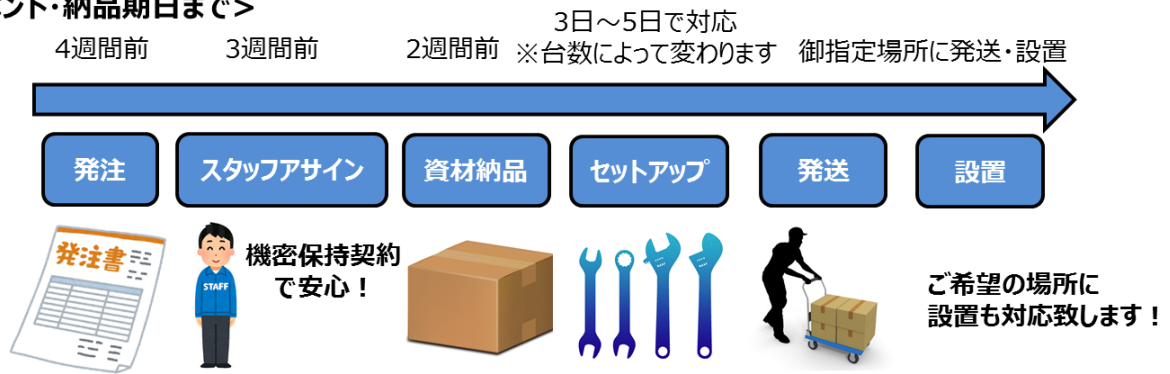 ント・納品期日まで>
4週間前
3週間前
2週間前
3日～5日で対応
※台数によって変わります
御指定場所に発送・設置
発注
スタッフアサイン
資材納品
セットアップ
発送
設置
発注書
STAFF
機密保持契約
で安心！
ご希望の場所に
設置も対応致します！